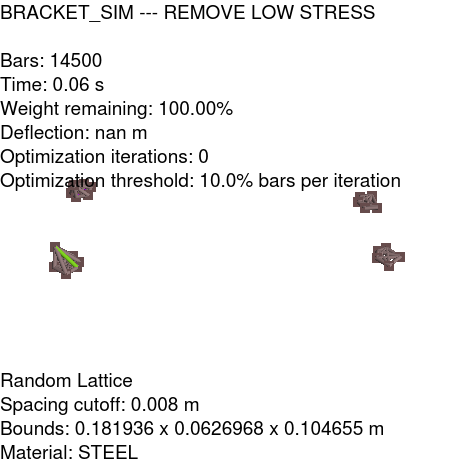 BRACKET_SIM --- REMOVE LOW STRESS
Bars: 14500
Time: 0.06 s
Weight remaining: 100.00%
Deflection: nan m
Optimization iterations: 0
Optimization threshold: 10.0% bars per iteration
Random Lattice
Spacing cutoff: 0.008 m
Bounds: 0.181936 x 0.0626968 x 0.104655 m
Material: STEEL